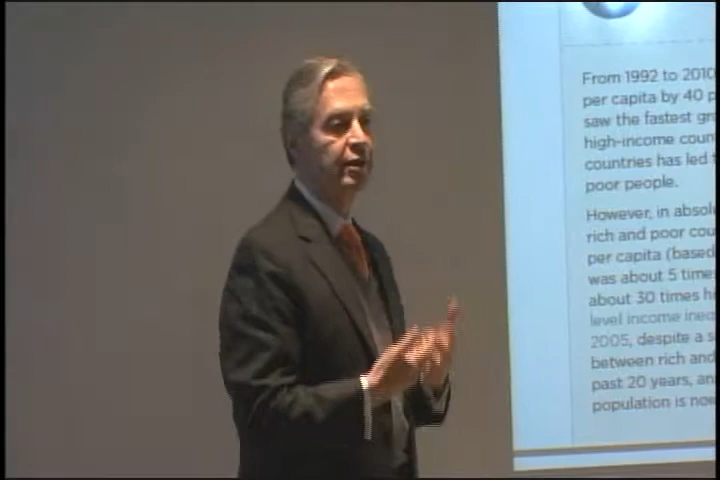 From 1992 to 2010
per capita by 40 p
saw the fastest gr
high-income coun
countries has led
poor people.
However, in absol
rich and poor cou
per capita (based
was about 5 time
about 30 times hi
level income ineq
2005, despite a s
between rich and
past 20 years, an
population is now